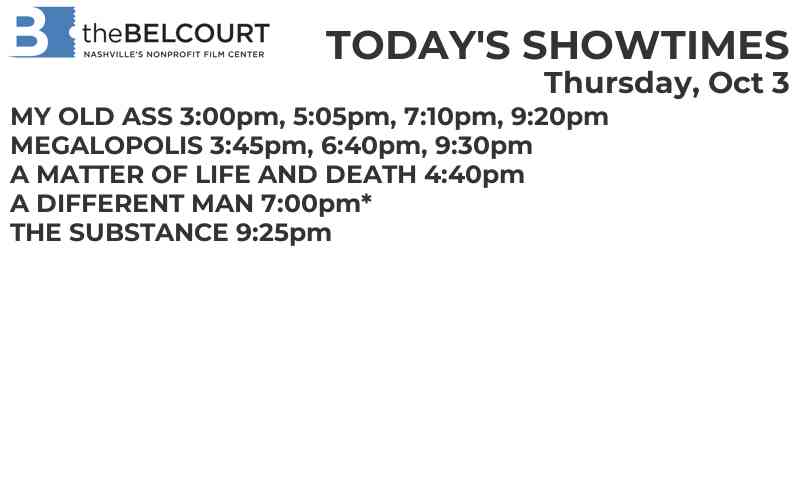 B theBELCOURT
NASHVILLE'S NONPROFIT FILM CENTER
TODAY'S SHOWTIMES
Thursday, Oct 3
MY OLD ASS 3:00pm, 5:05pm, 7:10pm, 9:20pm
MEGALOPOLIS 3:45pm, 6:40pm, 9:30pm
A MATTER OF LIFE AND DEATH 4:40pm
A DIFFERENT MAN 7:00pm*
THE SUBSTANCE 9:25pm